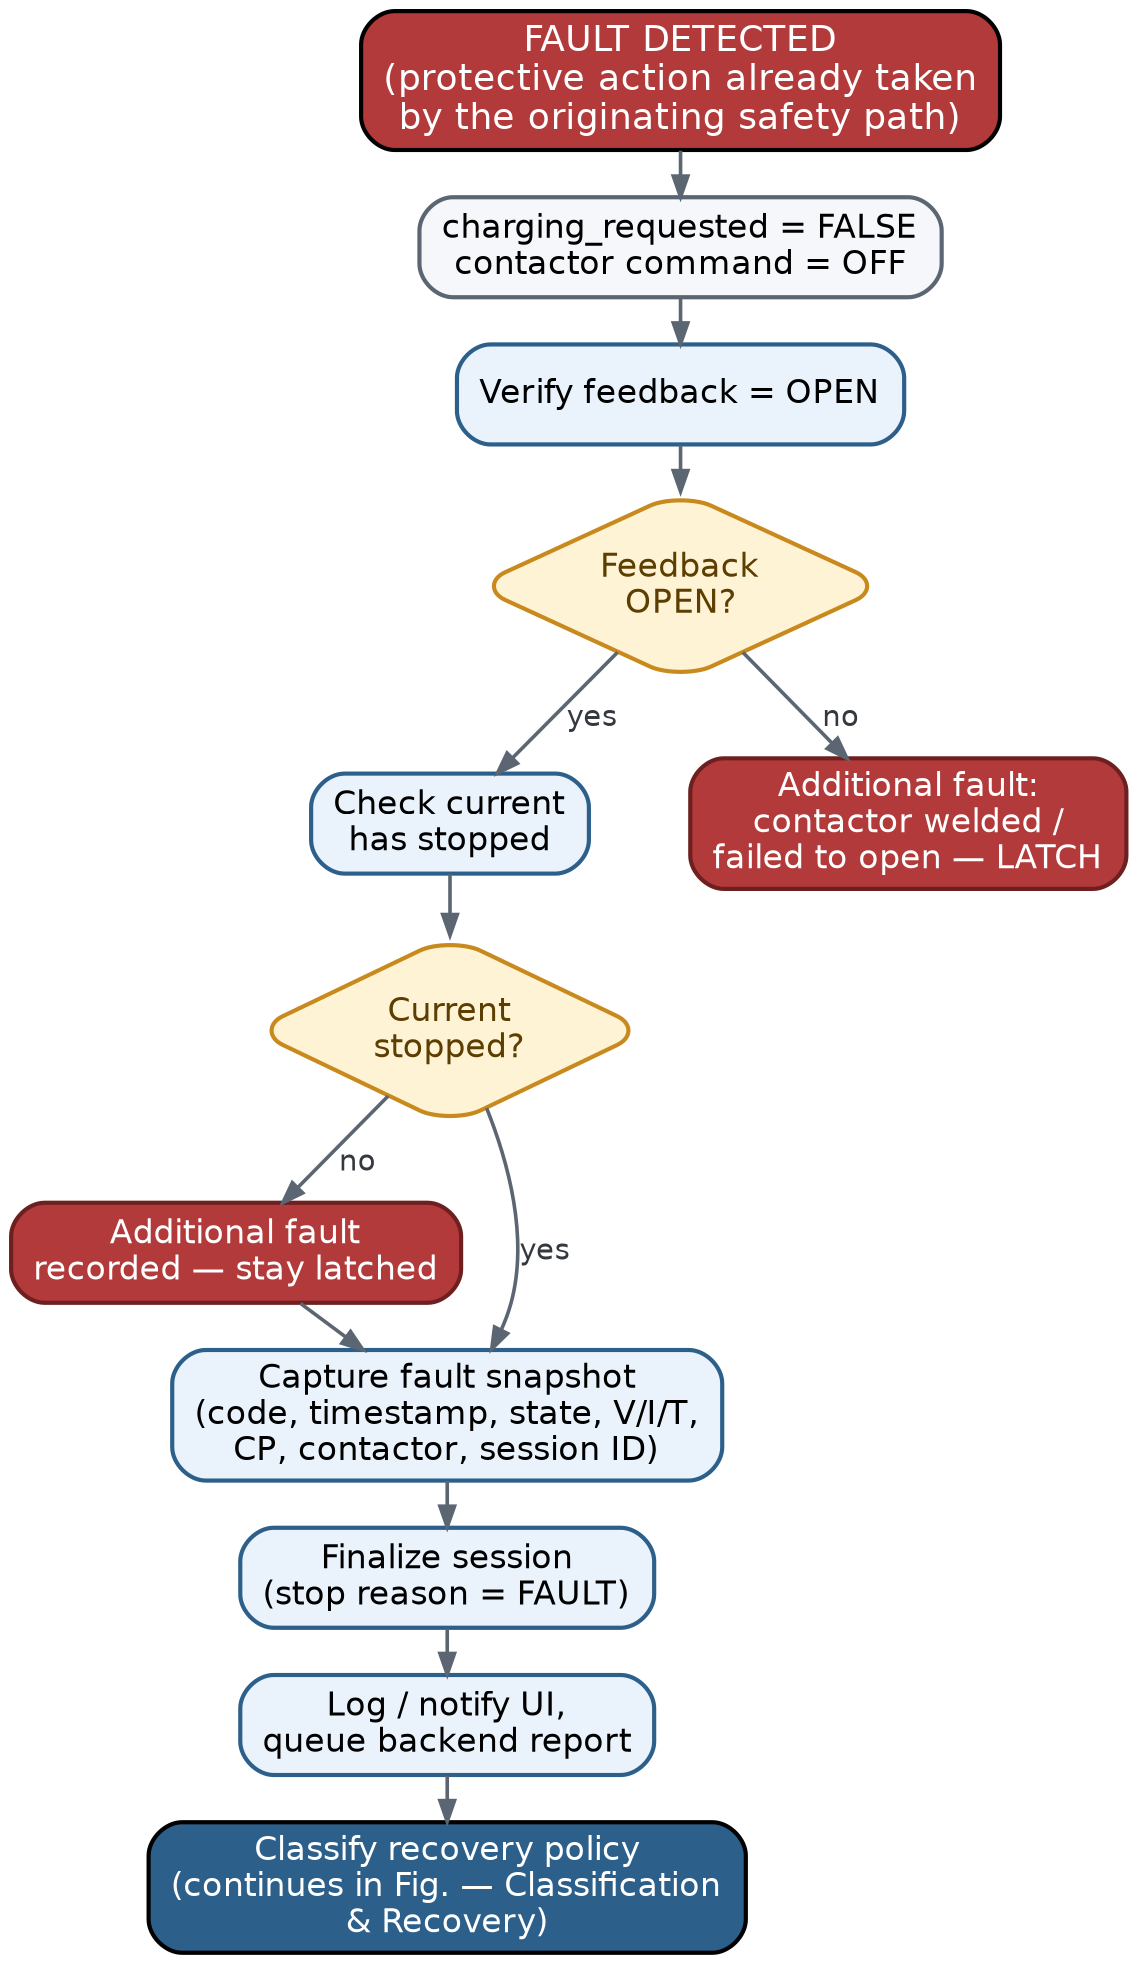 FAULT DETECTED
(protective action already taken
by the originating safety path)
charging_requested = FALSE
contactor command = OFF
Verify feedback = OPEN
Feedback
OPEN?
yes
no
Check current
has stopped
Additional fault:
contactor welded /
failed to open — LATCH
Current
stopped?
no
yes
Additional fault
recorded — stay latched
Capture fault snapshot
(code, timestamp, state, V/I/T,
CP, contactor, session ID)
Finalize session
(stop reason = FAULT)
Log / notify UI,
queue backend report
Classify recovery policy
(continues in Fig. — Classification
& Recovery)